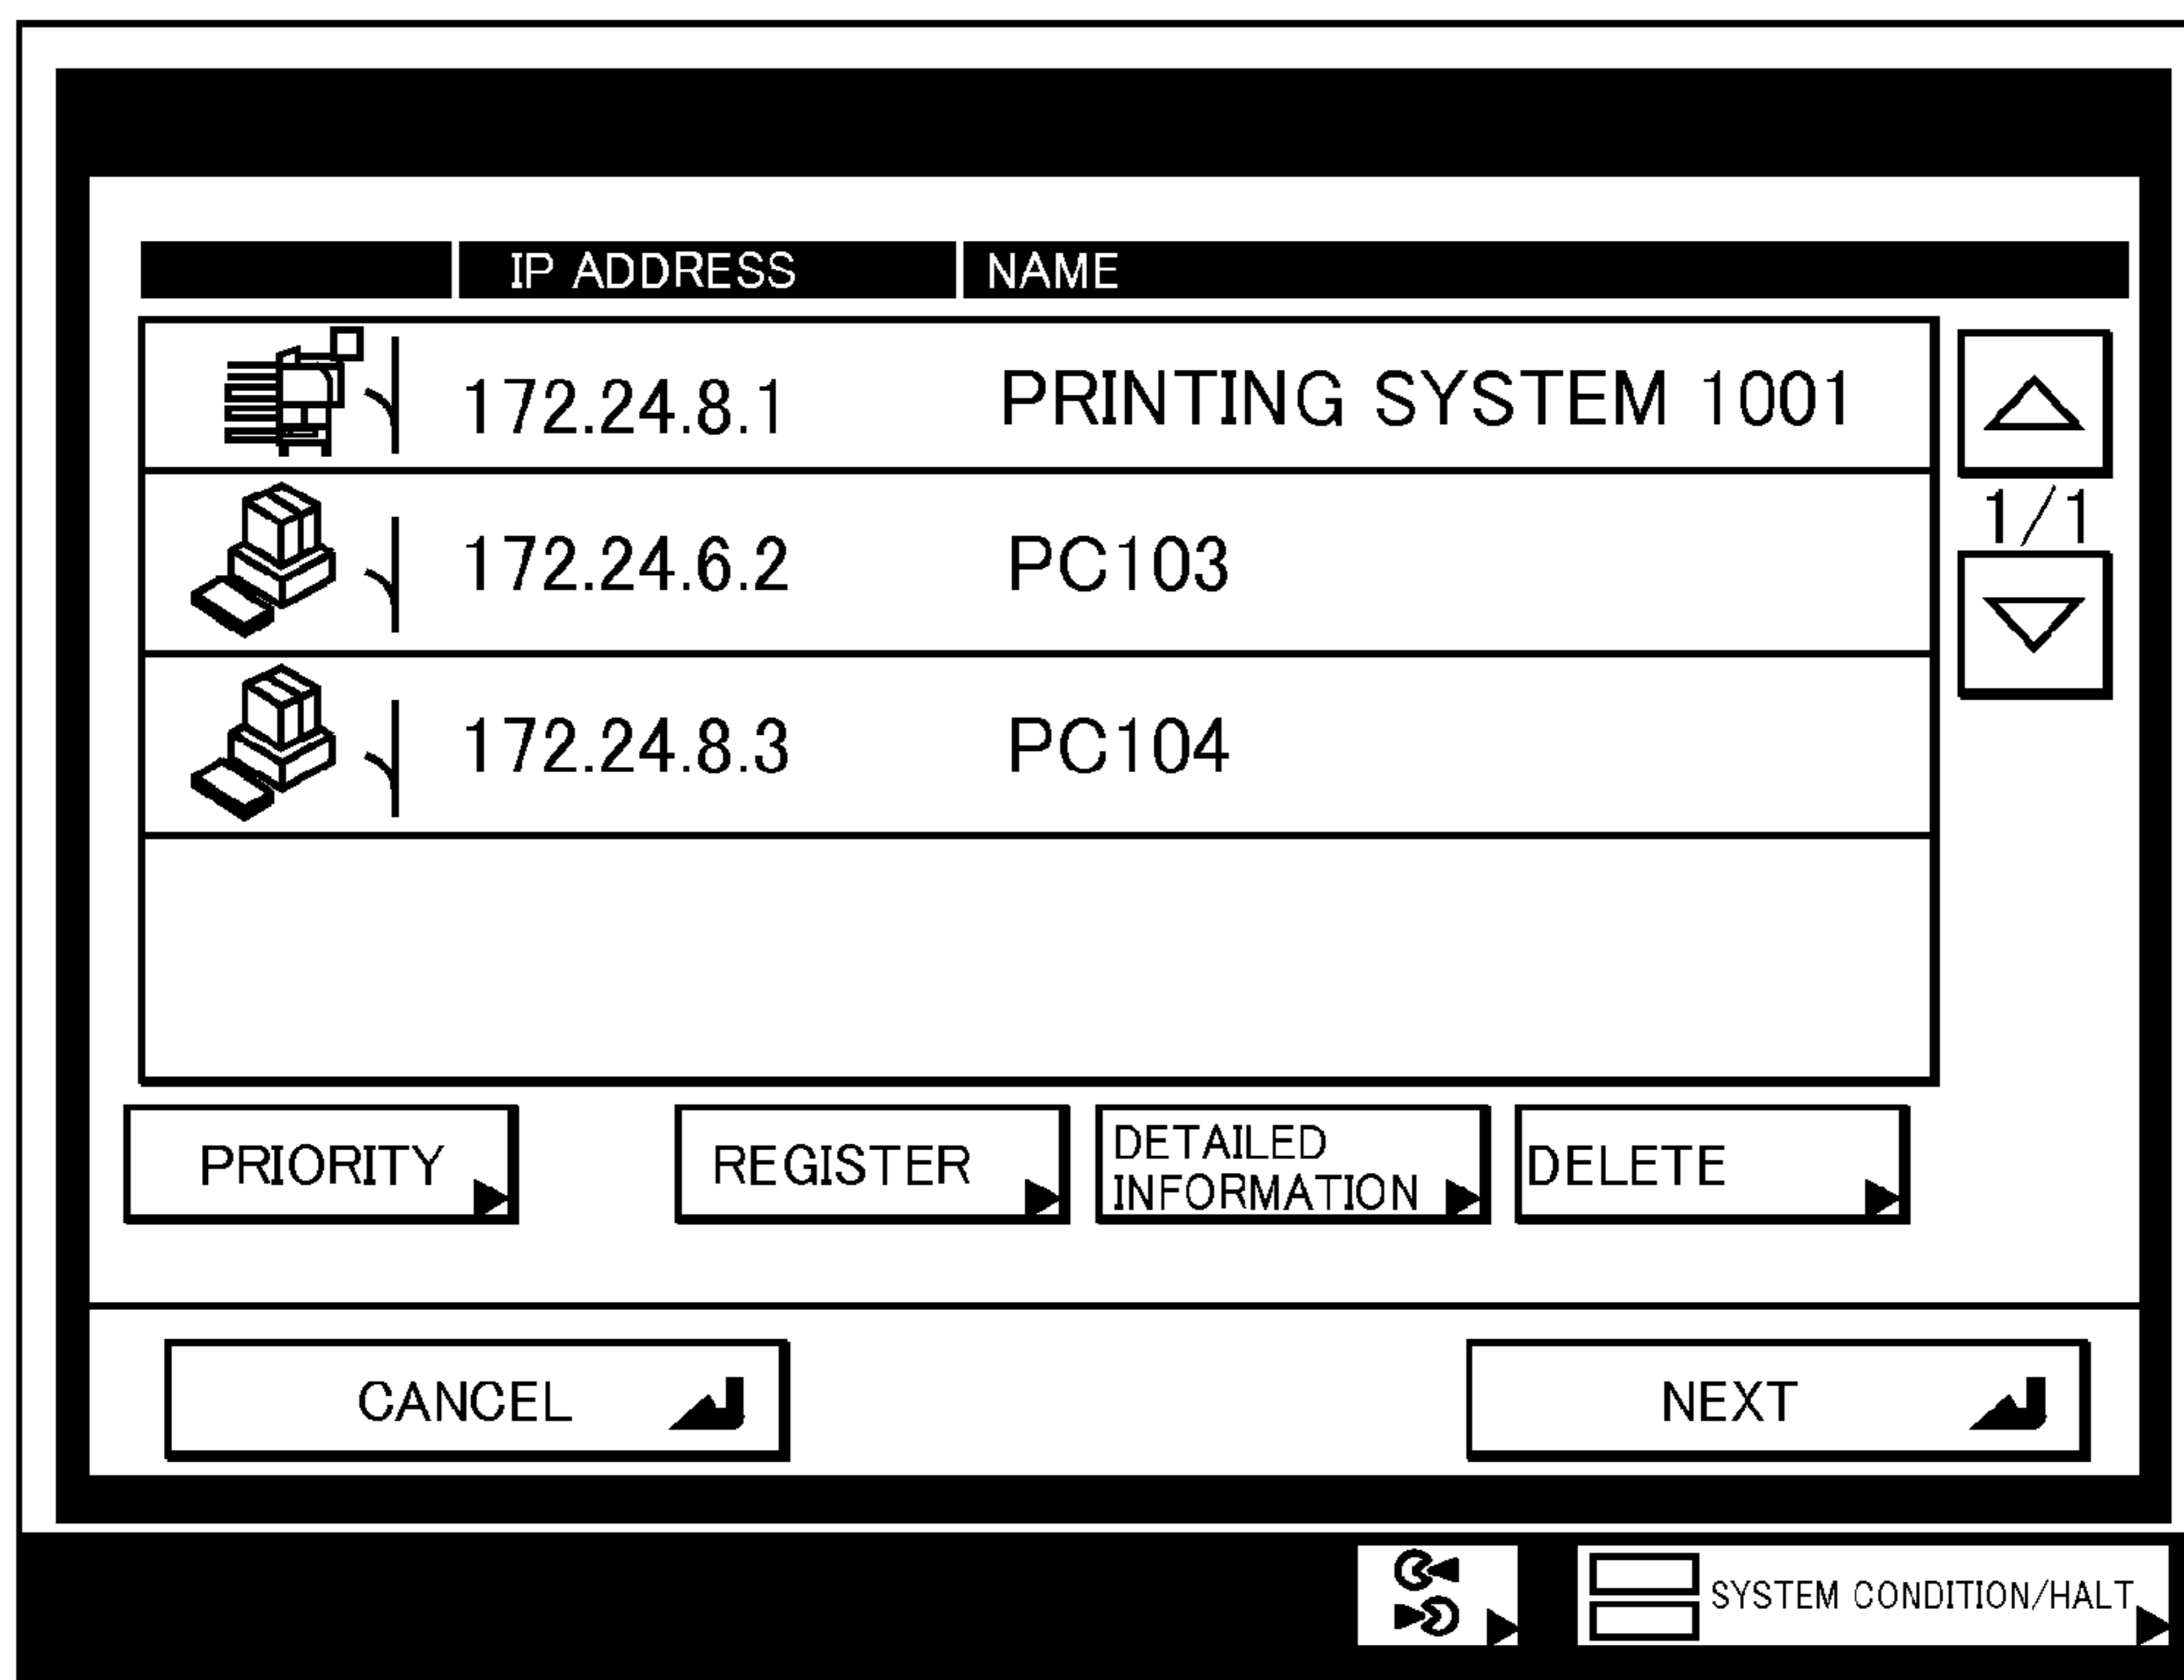 IP ADDRESS NAME
172.24.8.1 PRINTING SYSTEM 1001
172.24.6.2 PC103
172.24.8.3 PC104
1/1
PRIORITY REGISTER DETAILED INFORMATION DELETE
CANCEL NEXT
SYSTEM CONDITION/HALT